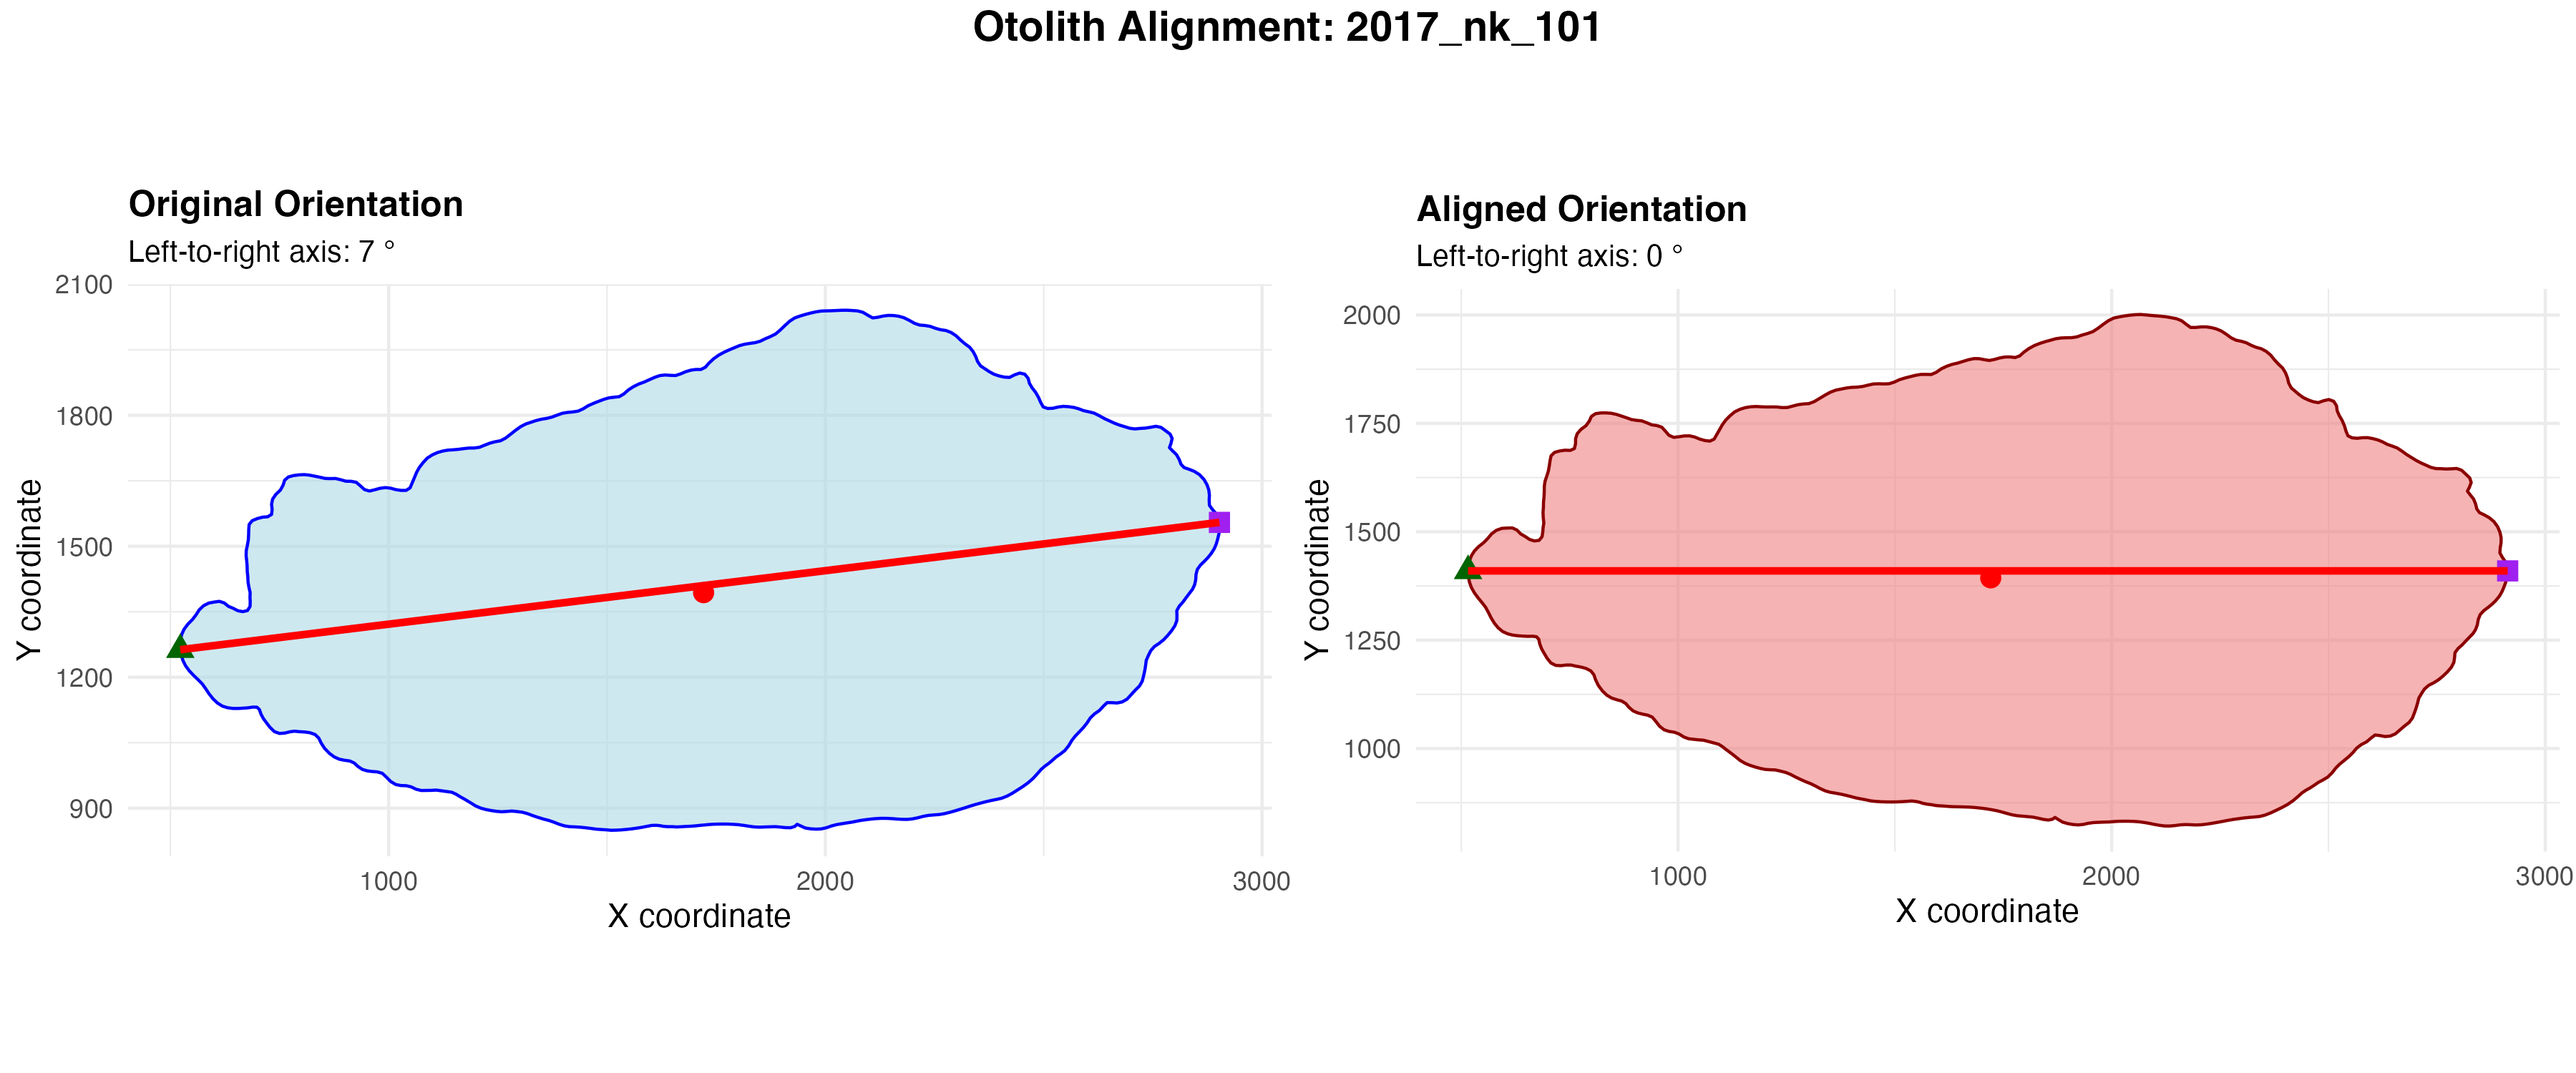 Otolith Alignment: 2017_nk_101
Original Orientation
Left-to-right axis: 7 °
2100
1800
1500
1200
900
Y coordinate
1000 2000 3000
X coordinate
Aligned Orientation
Left-to-right axis: 0 °
2000
1750
1500
1250
1000
Y coordinate
1000 2000 3000
X coordinate